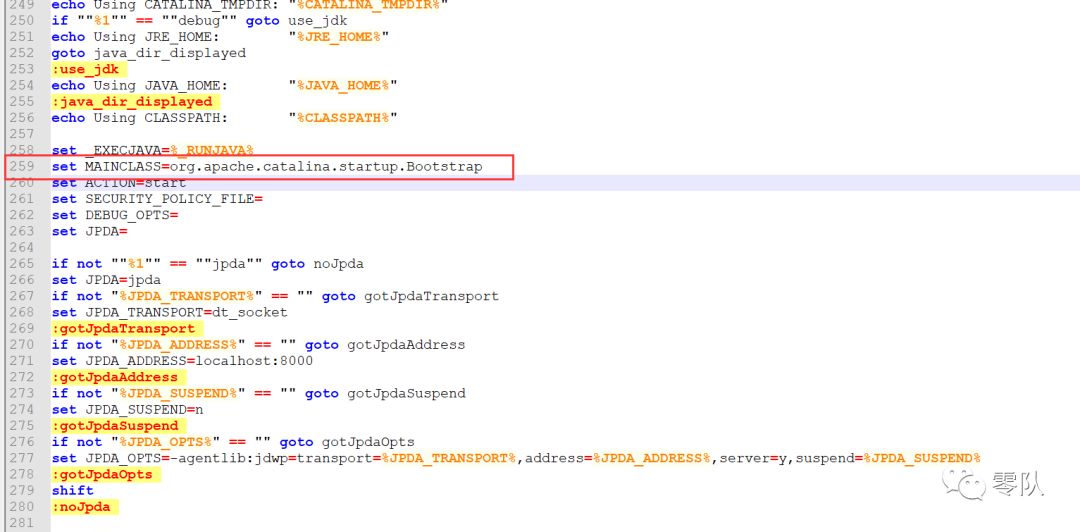 249 echo Using CATALINA_TMPDIR: "%CATALINA_TMPDIR%"
250 if ""%1"" == ""debug"" goto use_jdk
251 echo Using JRE_HOME:        "%JRE_HOME%"
252 goto java_dir_displayed
253 :use_jdk
254 echo Using JAVA_HOME:       "%JAVA_HOME%"
255 :java_dir_displayed
256 echo Using CLASSPATH:       "%CLASSPATH%"
257
258 set _EXECJAVA=%_RUNJAVA%
259 set MAINCLASS=org.apache.catalina.startup.Bootstrap
260 set ACTION=start
261 set SECURITY_POLICY_FILE=
262 set DEBUG_OPTS=
263 set JPDA=
264
265 if not ""%1"" == ""jpda"" goto noJpda
266 set JPDA=jpda
267 if not "%JPDA_TRANSPORT%" == "" goto gotJpdaTransport
268 set JPDA_TRANSPORT=dt_socket
269 :gotJpdaTransport
270 if not "%JPDA_ADDRESS%" == "" goto gotJpdaAddress
271 set JPDA_ADDRESS=localhost:8000
272 :gotJpdaAddress
273 if not "%JPDA_SUSPEND%" == "" goto gotJpdaSuspend
274 set JPDA_SUSPEND=n
275 :gotJpdaSuspend
276 if not "%JPDA_OPTS%" == "" goto gotJpdaOpts
277 set JPDA_OPTS=-agentlib:jdwp=transport=%JPDA_TRANSPORT%,address=%JPDA_ADDRESS%,server=y,suspend=%JPDA_SUSPEND%
278 :gotJpdaOpts
279 shift
280 :noJpda
281
零队